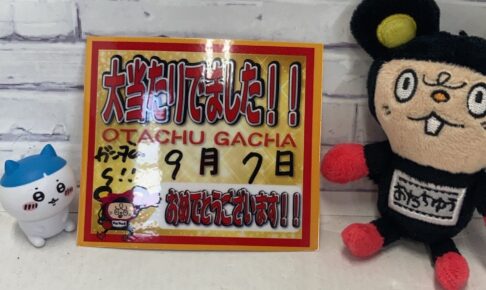 大当たりでました！！
OTACHU GACHA
9月7日
おめでとうございます！！
おたちゅう